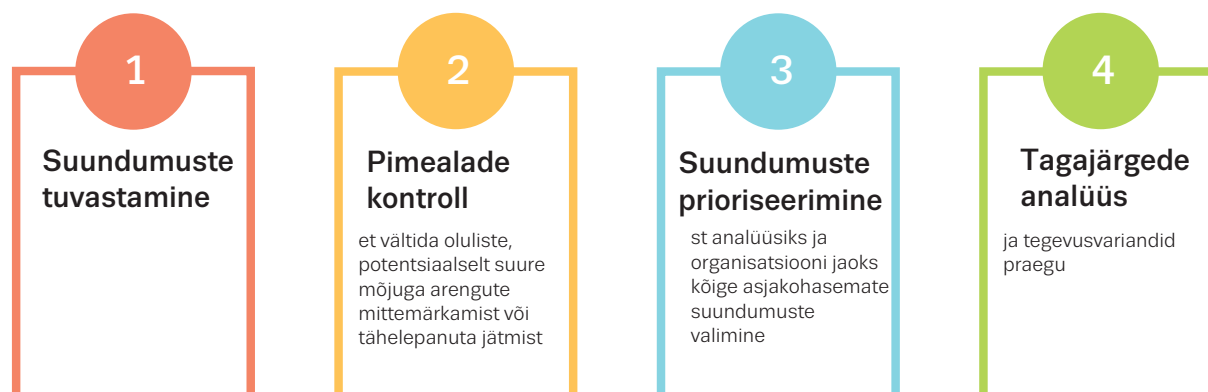 1
Suundumuste
tuvastamine
2
Pimealade
kontroll
et vältida oluliste,
potentsiaalselt suure
mõjuga arengute
mittemärkamist või
tähelepanuta jätmist
3
Suundumuste
prioriseerimine
st analüüsiks ja
organisatsiooni jaoks
kõige asjakohasemate
suundumuste
valimine
4
Tagajärgede
analüüs
ja tegevusvariandid
praegu